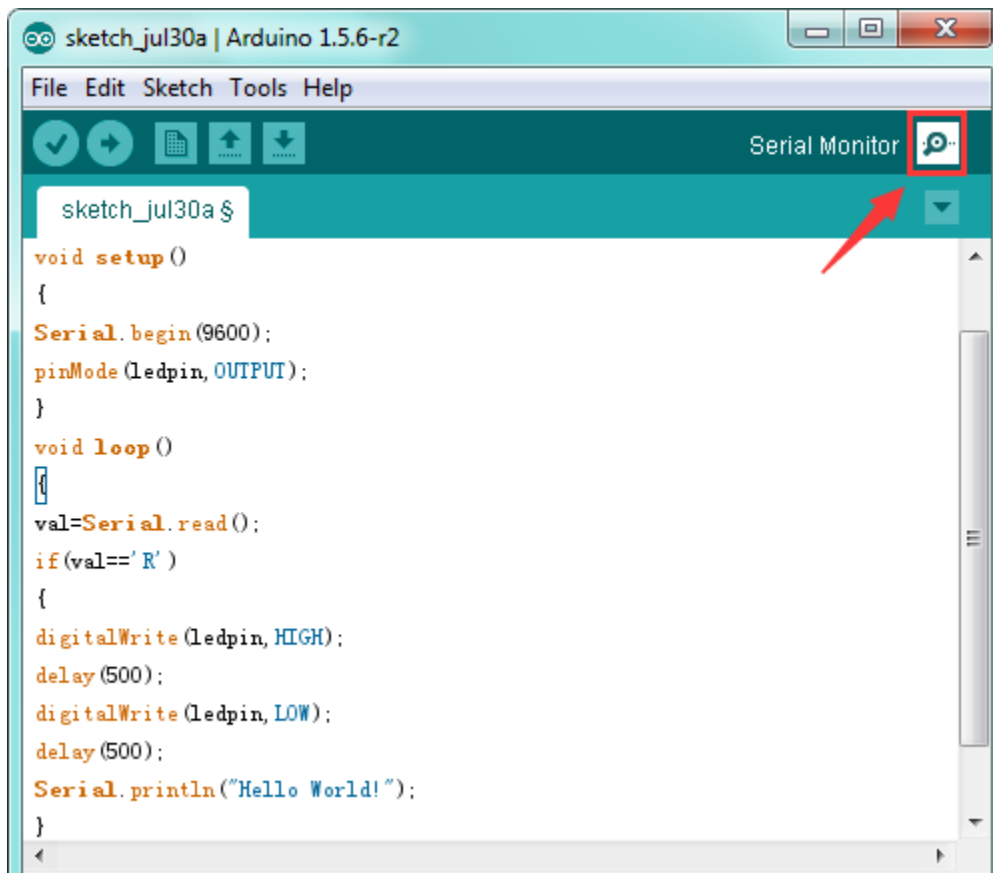 sketch_jul30a | Arduino 1.5.6-r2
File Edit Sketch Tools Help
Serial Monitor
sketch_jul30a §
void setup()
{
Serial.begin(9600);
pinMode(ledpin,OUTPUT);
}
void loop()
{
val=Serial.read();
if(val=='R')
{
digitalWrite(ledpin,HIGH);
delay(500);
digitalWrite(ledpin,LOW);
delay(500);
Serial.println("Hello World!");
}